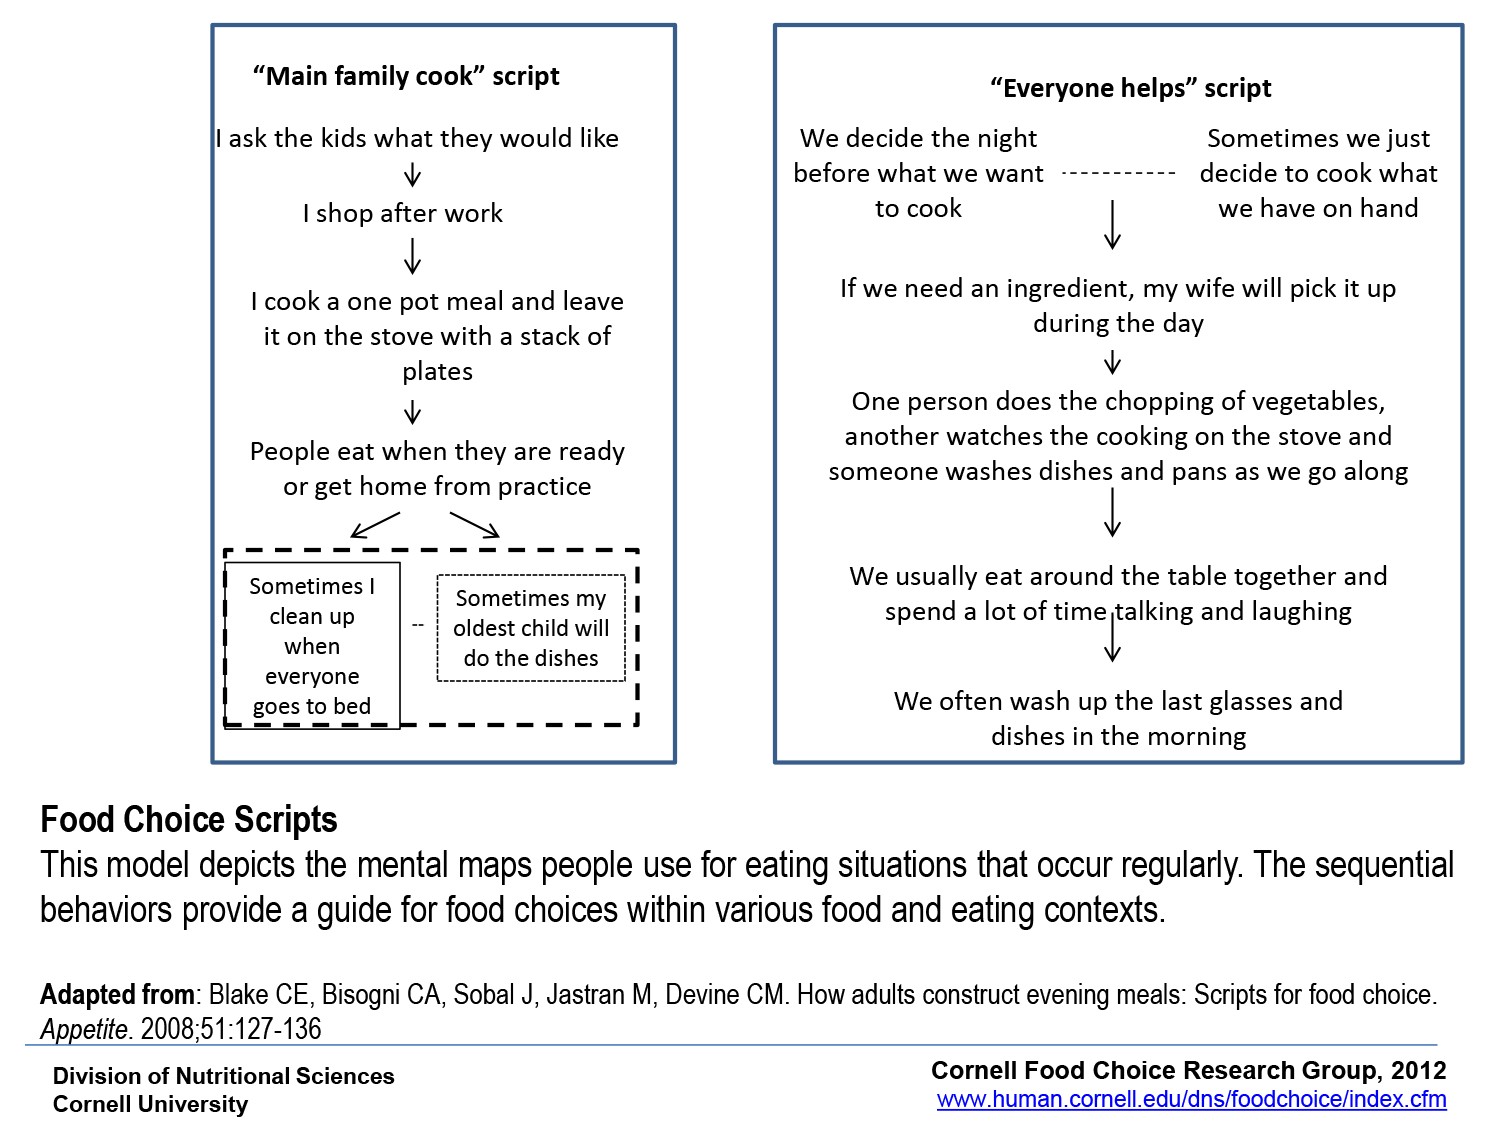 “Main family cook” script
I ask the kids what they would like
I shop after work
I cook a one pot meal and leave
it on the stove with a stack of
plates
People eat when they are ready
or get home from practice
Sometimes I
clean up
when
everyone
goes to bed
--
Sometimes my
oldest child will
do the dishes
“Everyone helps” script
We decide the night
before what we want
to cook
Sometimes we just
decide to cook what
we have on hand
If we need an ingredient, my wife will pick it up
during the day
One person does the chopping of vegetables,
another watches the cooking on the stove and
someone washes dishes and pans as we go along
We usually eat around the table together and
spend a lot of time talking and laughing
We often wash up the last glasses and
dishes in the morning
Food Choice Scripts
This model depicts the mental maps people use for eating situations that occur regularly. The sequential
behaviors provide a guide for food choices within various food and eating contexts.
Adapted from: Blake CE, Bisogni CA, Sobal J, Jastran M, Devine CM. How adults construct evening meals: Scripts for food choice.
Appetite. 2008;51:127-136
Division of Nutritional Sciences
Cornell University
Cornell Food Choice Research Group, 2012
www.human.cornell.edu/dns/foodchoice/index.cfm